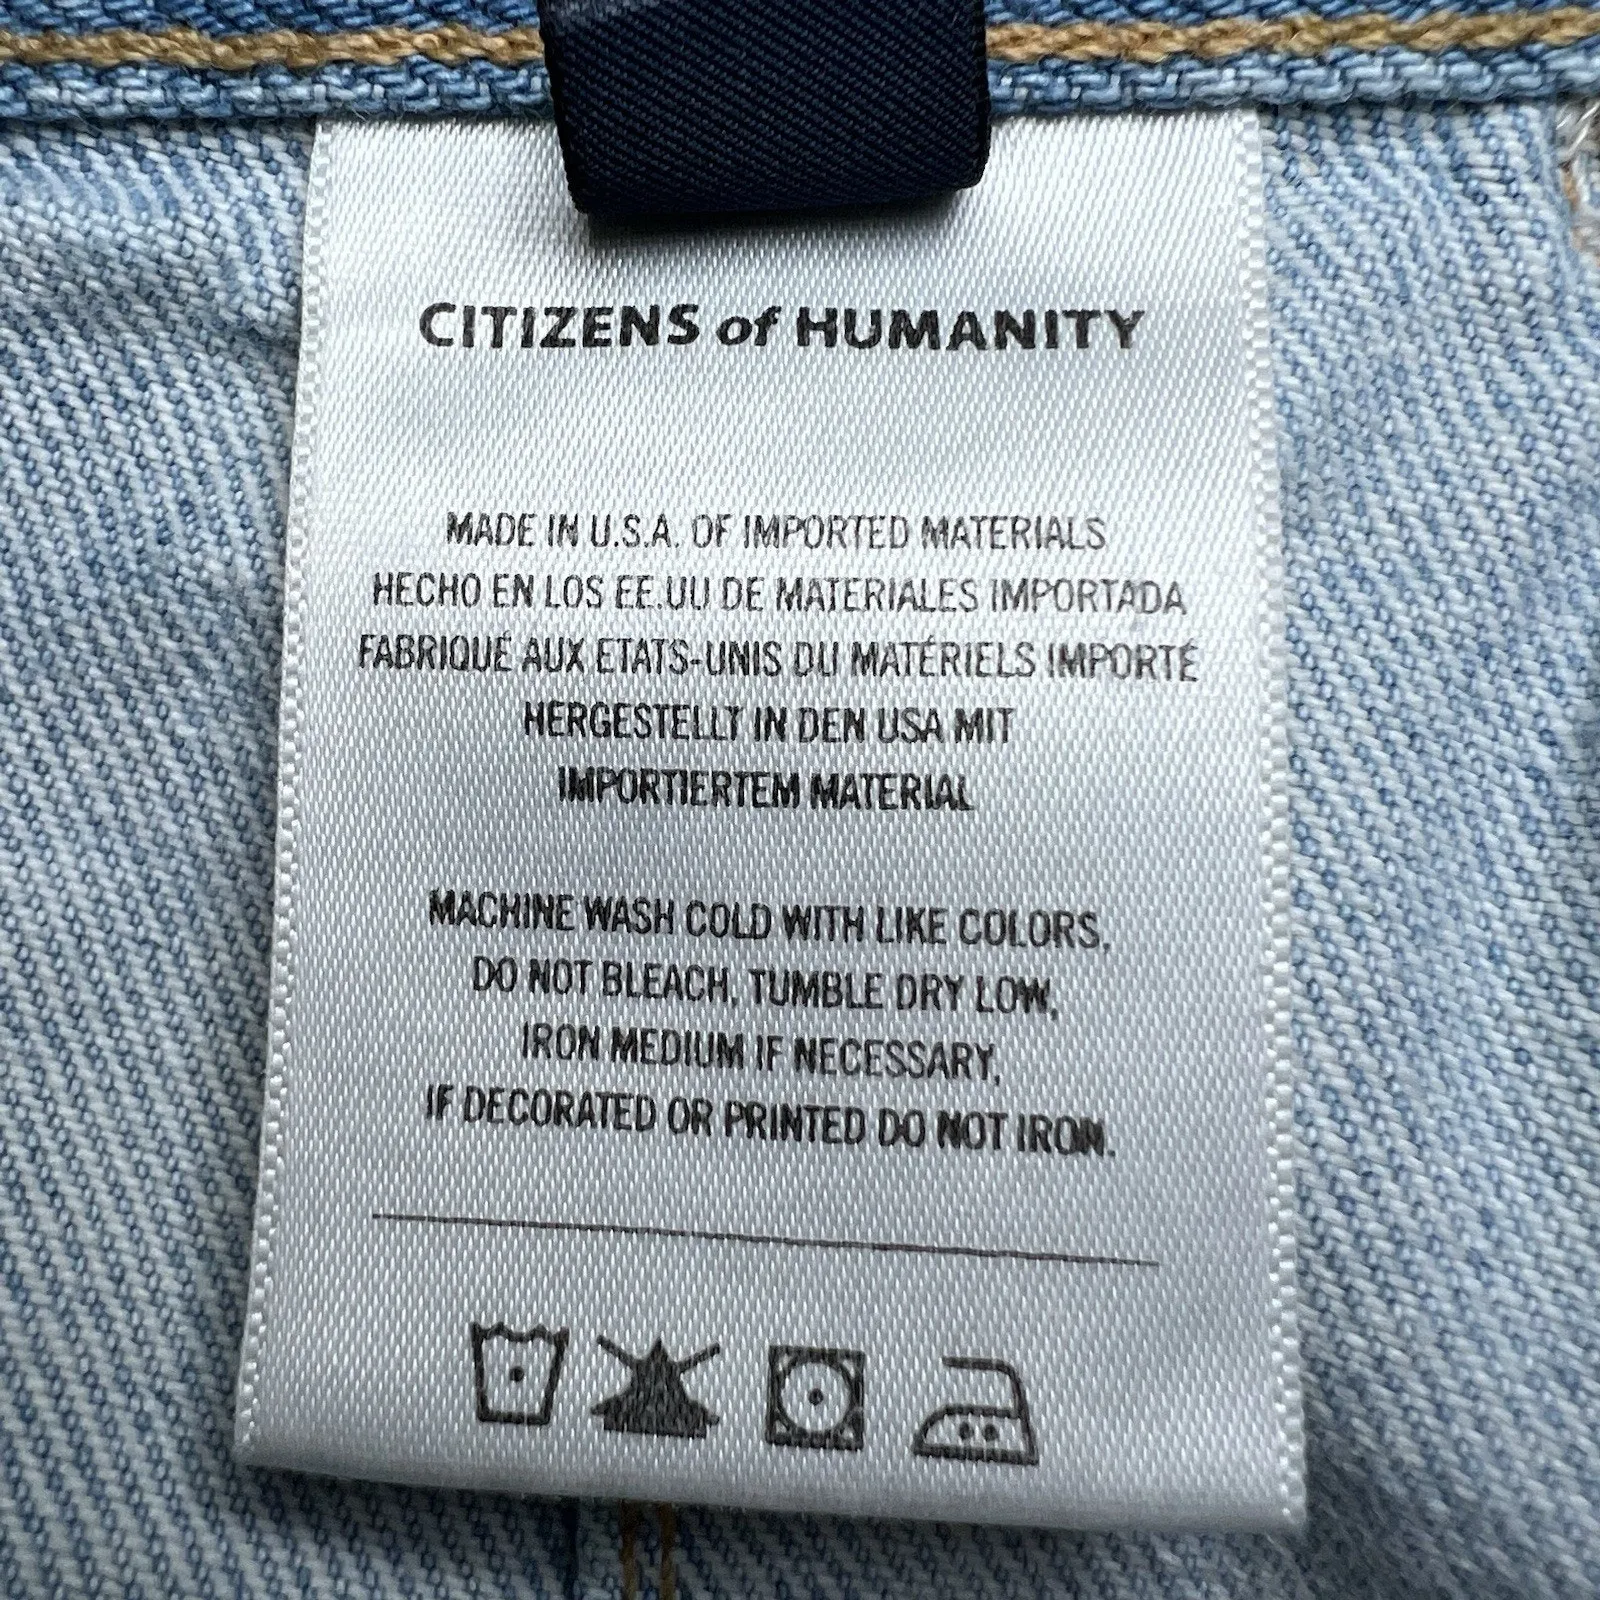 CITIZENS of HUMANITY
MADE IN U.S.A. OF IMPORTED MATERIALS
HECHO EN LOS EE.UU DE MATERIALES IMPORTADA
FABRIQUÉ AUX ETATS-UNIS DU MATÉRIELS IMPORTÉ
HERGESTELLT IN DEN USA MIT
IMPORTIERTEM MATERIAL
MACHINE WASH COLD WITH LIKE COLORS,
DO NOT BLEACH, TUMBLE DRY LOW,
IRON MEDIUM IF NECESSARY,
IF DECORATED OR PRINTED DO NOT IRON.